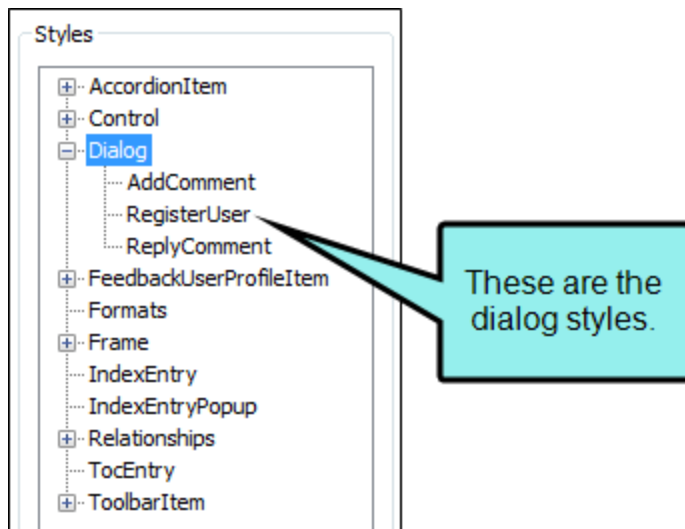 Styles
AccordionItem
Control
Dialog
AddComment
RegisterUser
ReplyComment
FeedbackUserProfileItem
Formats
Frame
IndexEntry
IndexEntryPopup
Relationships
TocEntry
ToolbarItem
These are the
dialog styles.